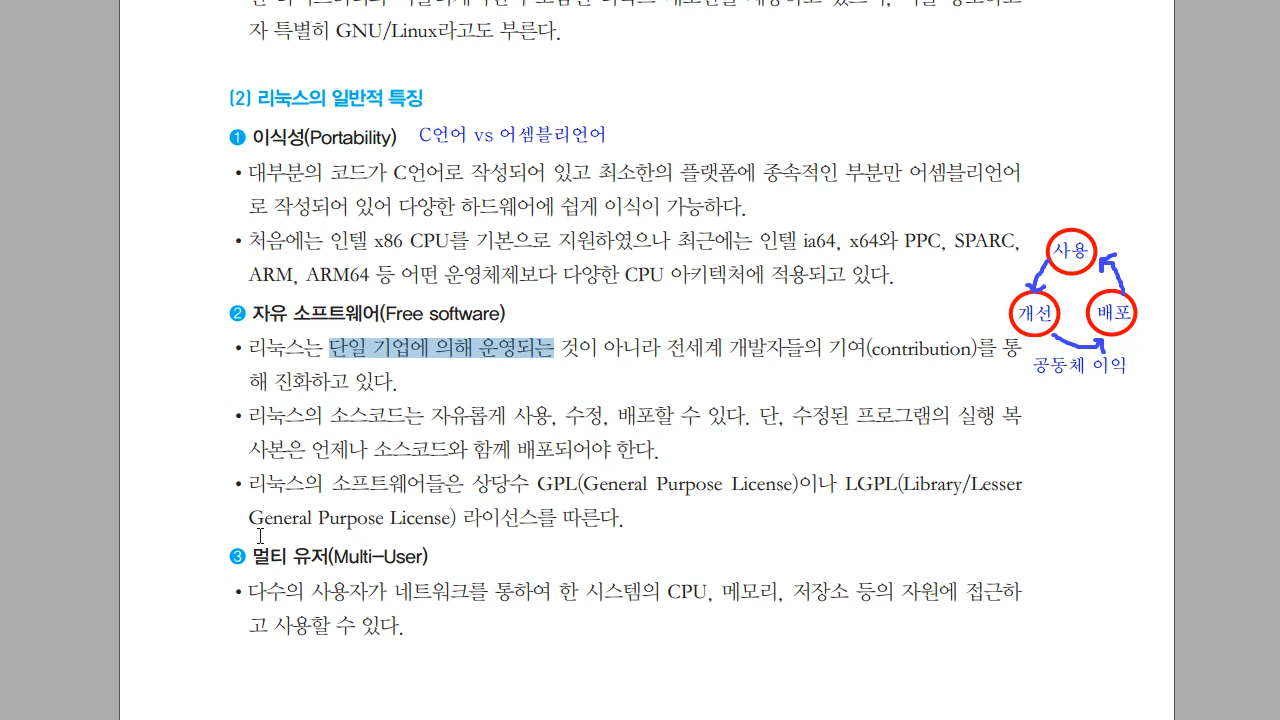 자 특별히 GNU/Linux라고도 부른다.
(2) 리눅스의 일반적 특징
❶ 이식성(Portability) C언어 vs 어셈블리언어
• 대부분의 코드가 C언어로 작성되어 있고 최소한의 플랫폼에 종속적인 부분만 어셈블리언어
로 작성되어 있어 다양한 하드웨어에 쉽게 이식이 가능하다.
• 처음에는 인텔 x86 CPU를 기본으로 지원하였으나 최근에는 인텔 ia64, x64와 PPC, SPARC,
ARM, ARM64 등 어떤 운영체제보다 다양한 CPU 아키텍처에 적용되고 있다.
❷ 자유 소프트웨어(Free software)
• 리눅스는 단일 기업에 의해 운영되는 것이 아니라 전세계 개발자들의 기여(contribution)를 통
해 진화하고 있다.
• 리눅스의 소스코드는 자유롭게 사용, 수정, 배포할 수 있다. 단, 수정된 프로그램의 실행 복
사본은 언제나 소스코드와 함께 배포되어야 한다.
• 리눅스의 소프트웨어들은 상당수 GPL(General Purpose License)이나 LGPL(Library/Lesser
General Purpose License) 라이선스를 따른다.
❸ 멀티 유저(Multi-User)
• 다수의 사용자가 네트워크를 통하여 한 시스템의 CPU, 메모리, 저장소 등의 자원에 접근하
고 사용할 수 있다.
사용
개선 배포
공동체 이익